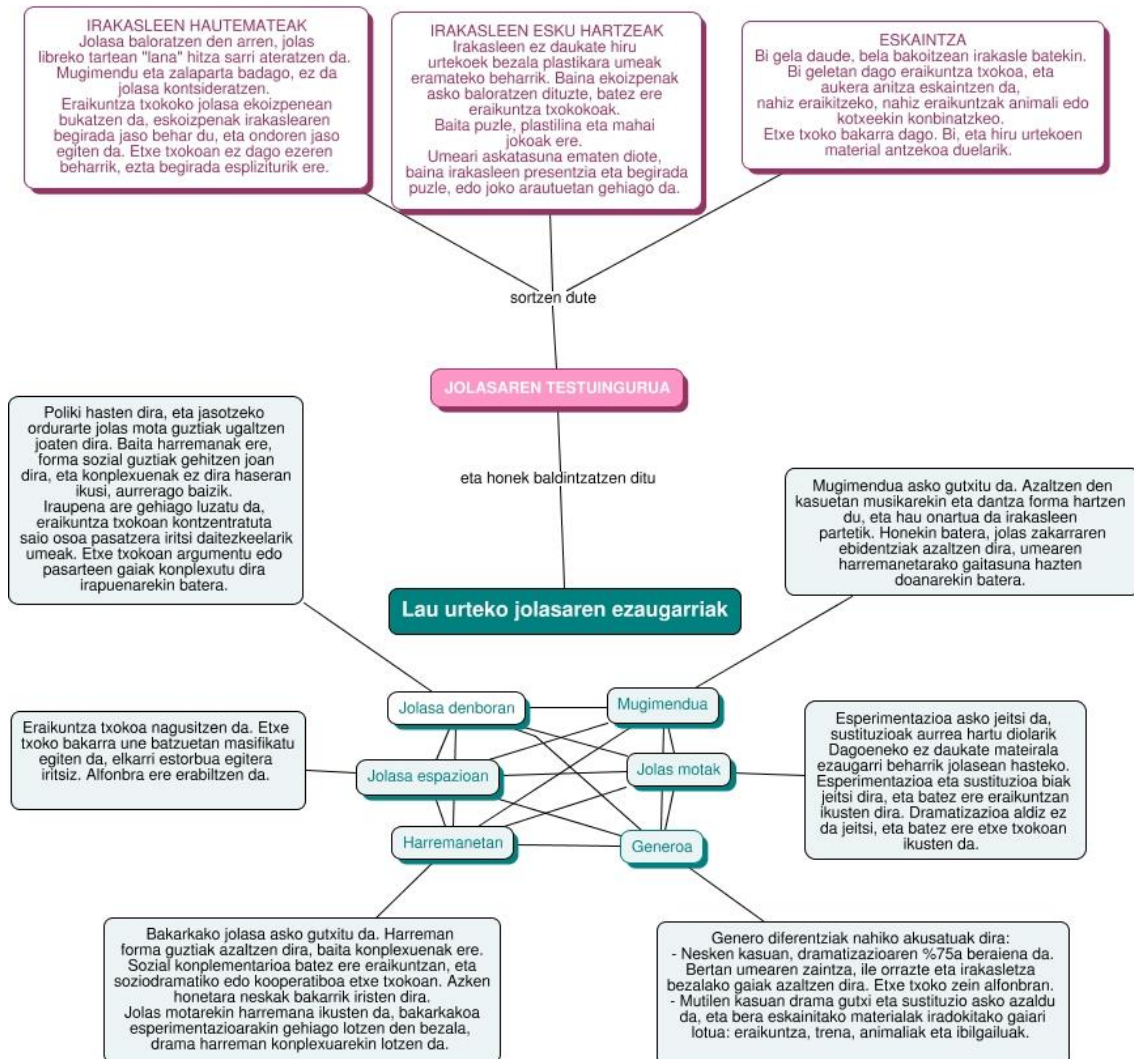 IRAKASLEEN HAUTEMATEAK
Jolasa baloratzen den arren, jolas
libreko tartean "lana" hitza sarri ateratzen da.
Mugimendu eta zalaparta badago, ez da
jolasa kontsideratzen.
Eraikuntza txokoko jolasa ekoizpenean
bukatzen da, eskoizpenak irakaslearen
begirada jaso behar du, eta ondoren jaso
egiten da. Etxe txokoan ez dago ezeren
beharrik, ezta begirada espliziturik ere.
IRAKASLEEN ESKU HARTZEAK
Irakasleen ez daukate hiru
urtekoek bezala plastikara umeak
eramateko beharrik. Baina ekoizpenak
asko baloratzen dituzte, batez ere
eraikuntza txokokoak.
Baita puzle, plastilina eta mahai
jokoak ere.
Umeari askatasuna ematen diote,
baina irakasleen presentzia eta begirada
puzle, edo joko arautuetan gehiago da.
ESKAINTZA
Bi gela daude, bela bakoitzean irakasle batekin.
Bi geletan dago eraikuntza txokoa, eta
aukera anitza eskaintzen da,
nahiz eraikitzeko, nahiz eraikuntzak animali edo
kotxeekin konbinatzkeo.
Etxe txoko bakarra dago. Bi, eta hiru urtekoen
material antzekoa duelarik.
sortzen dute
JOLASAREN TESTUINGURUA
eta honek baldintzatzen ditu
Poliki hasten dira, eta jasotzeko
ordurarte jolas mota guztiak ugaltzen
joaten dira. Baita harremanak ere,
forma sozial guztiak gehitzen joan
dira, eta konplexuenak ez dira haseran
ikusi, aurrerago baizik.
Iraupena are gehiago luzatu da,
eraikuntza txokoan kontzentratuta
saio osoa pasatzera iritsi daitezkeelarik
umeak. Etxe txokoan argumentu edo
pasarteen gaiak konplexutu dira
irapuenarekin batera.
Mugimendua asko gutxitu da. Azaltzen den
kasuetan musikarekin eta dantza forma hartzen
du, eta hau onartua da irakasleen
partetik. Honekin batera, jolas zakarraren
ebidentziak azaltzen dira, umearen
harremanetarako gaitasuna hazten
doanarekin batera.
Lau urteko jolasaren ezaugarriak
Jolasa denboran
Mugimendua
Jolasa espazioan
Jolas motak
Harremanetan
Generoa
Eraikuntza txokoa nagusitzen da. Etxe
txoko bakarra une batzuetan masifikatu
egiten da, elkarri estorbua egitera
iritsiz. Alfonbra ere erabiltzen da.
Esperimentazioa asko jeitsi da,
sustituzioak aurrea hartu diolarik
Dagoeneko ez daukate mateirala
ezaugarri beharrik jolasean hasteko.
Esperimentazioa eta sustituzioa biak
jeitsi dira, eta batez ere eraikuntzan
ikusten dira. Dramatizazioa aldiz ez
da jeitsi, eta batez ere etxe txokoan
ikusten da.
Bakarkako jolasa asko gutxitu da. Harreman
forma guztiak azaltzen dira, baita konplexuenak ere.
Sozial konplementarioa batez ere eraikuntzan, eta
soziodramatiko edo kooperatiboa etxe txokoan. Azken
honetara neskak bakarrik iristen dira.
Jolas motarekin harremana ikusten da, bakarkakoa
esperimentazioarakin gehiago lotzen den bezala,
drama harreman konplexuarekin lotzen da.
Genero diferentziak nahiko akusatuak dira:
- Nesken kasuan, dramatizazioaren %75a beraiena da.
Bertan umearen zaintza, ile orrazte eta irakasletza
bezalako gaiak azaltzen dira. Etxe txoko zein alfonbran.
- Mutilen kasuan drama gutxi eta sustituzio asko azaldu
da, eta bera eskainitako materialak iradokitako gaiari
lotua: eraikuntza, trena, animaliak eta ibilgailuak.